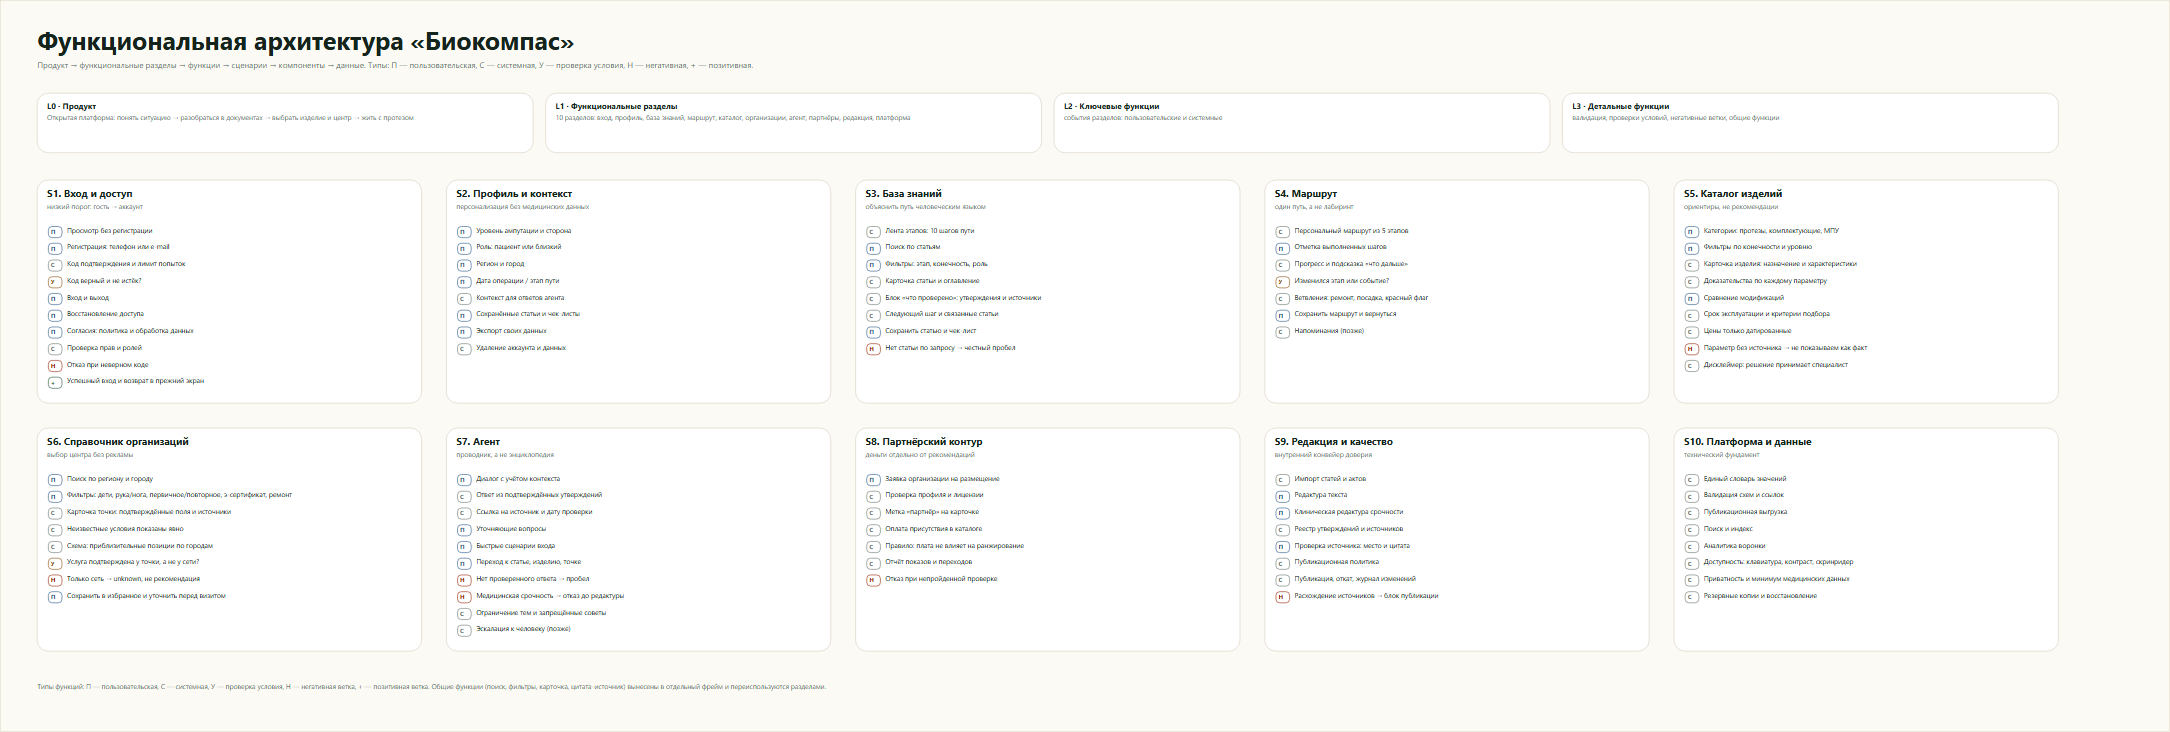 Функциональная архитектура «Биокомпас»
Продукт → функциональные разделы → функции → сценарии → компоненты → данные. Типы: П — пользовательская, С — системная, У — проверка условия, Н — негативная, + — позитивная.
L0 · Продукт
Открытая платформа: понять ситуацию → разобраться в документах → выбрать изделие и центр → жить с протезом
L1 · Функциональные разделы
10 разделов: вход, профиль, база знаний, маршрут, каталог, организации, агент, партнёры, редакция, платформа
L2 · Ключевые функции
события разделов: пользовательские и системные
L3 · Детальные функции
валидация, проверки условий, негативные ветки, общие функции
S1. Вход и доступ
низкий порог: гость → аккаунт
П Просмотр без регистрации
П Регистрация: телефон или e-mail
С Код подтверждения и лимит попыток
У Код верный и не истёк?
П Вход и выход
П Восстановление доступа
П Согласия: политика и обработка данных
С Проверка прав и ролей
Н Отказ при неверном коде
+ Успешный вход и возврат в прежний экран
S2. Профиль и контекст
персонализация без медицинских данных
П Уровень ампутации и сторона
П Роль: пациент или близкий
П Регион и город
П Дата операции / этап пути
С Контекст для ответов агента
П Сохранённые статьи и чек-листы
П Экспорт своих данных
С Удаление аккаунта и данных
S3. База знаний
объяснить путь человеческим языком
С Лента этапов: 10 шагов пути
П Поиск по статьям
П Фильтры: этап, конечность, роль
С Карточка статьи и оглавление
С Блок «что проверено»: утверждения и источники
С Следующий шаг и связанные статьи
П Сохранить статью и чек-лист
Н Нет статьи по запросу → честный пробел
S4. Маршрут
один путь, а не лабиринт
С Персональный маршрут из 5 этапов
П Отметка выполненных шагов
С Прогресс и подсказка «что дальше»
У Изменился этап или событие?
С Ветвления: ремонт, посадка, красный флаг
П Сохранить маршрут и вернуться
С Напоминания (позже)
S5. Каталог изделий
ориентиры, не рекомендации
П Категории: протезы, комплектующие, МПУ
П Фильтры по конечности и уровню
С Карточка изделия: назначение и характеристики
С Доказательства по каждому параметру
П Сравнение модификаций
С Срок эксплуатации и критерии подбора
С Цены только датированные
Н Параметр без источника → не показываем как факт
С Дисклеймер: решение принимает специалист
S6. Справочник организаций
выбор центра без рекламы
П Поиск по региону и городу
П Фильтры: дети, рука/нога, первичное/повторное, э-сертификат, ремонт
С Карточка точки: подтверждённые поля и источники
С Неизвестные условия показаны явно
С Схема: приблизительные позиции по городам
У Услуга подтверждена у точки, а не у сети?
Н Только сеть → unknown, не рекомендация
П Сохранить в избранное и уточнить перед визитом
S7. Агент
проводник, а не энциклопедия
П Диалог с учётом контекста
С Ответ из подтверждённых утверждений
С Ссылка на источник и дату проверки
П Уточняющие вопросы
П Быстрые сценарии входа
П Переход к статье, изделию, точке
Н Нет проверенного ответа → пробел
Н Медицинская срочность → отказ до редактуры
С Ограничение тем и запрещённые советы
С Эскалация к человеку (позже)
S8. Партнёрский контур
деньги отдельно от рекомендаций
П Заявка организации на размещение
С Проверка профиля и лицензии
С Метка «партнёр» на карточке
С Оплата присутствия в каталоге
С Правило: плата не влияет на ранжирование
С Отчёт показов и переходов
Н Отказ при непройденной проверке
S9. Редакция и качество
внутренний конвейер доверия
С Импорт статей и актов
П Редактура текста
П Клиническая редактура срочности
С Реестр утверждений и источников
П Проверка источника: место и цитата
С Публикационная политика
С Публикация, откат, журнал изменений
Н Расхождение источников → блок публикации
S10. Платформа и данные
технический фундамент
С Единый словарь значений
С Валидация схем и ссылок
С Публикационная выгрузка
С Поиск и индекс
С Аналитика воронки
С Доступность: клавиатура, контраст, скринридер
С Приватность и минимум медицинских данных
С Резервные копии и восстановление
Типы функций: П — пользовательская, С — системная, У — проверка условия, Н — негативная ветка, + — позитивная ветка. Общие функции (поиск, фильтры, карточка, цитата-источник) вынесены в отдельный фрейм и переиспользуются разделами.